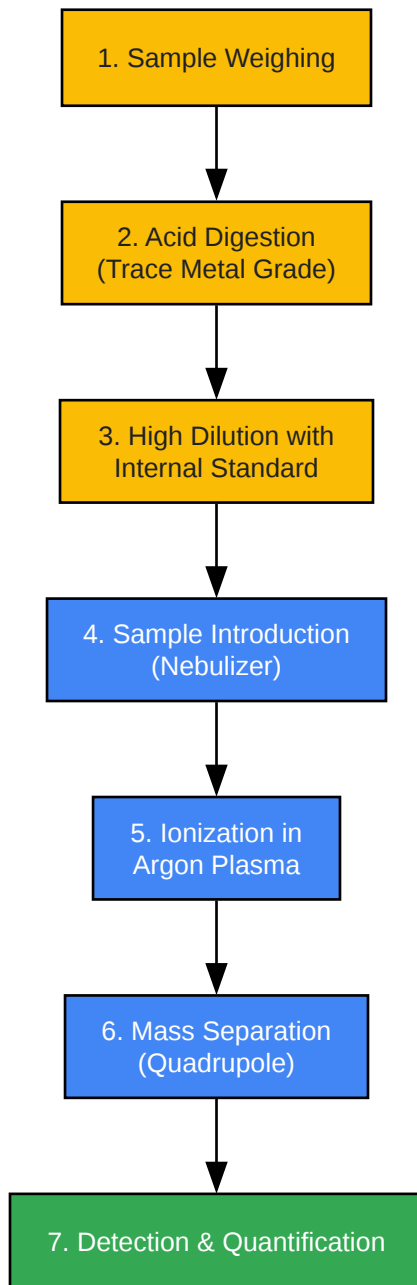 1. Sample Weighing
2. Acid Digestion
(Trace Metal Grade)
3. High Dilution with
Internal Standard
4. Sample Introduction
(Nebulizer)
5. Ionization in
Argon Plasma
6. Mass Separation
(Quadrupole)
7. Detection & Quantification